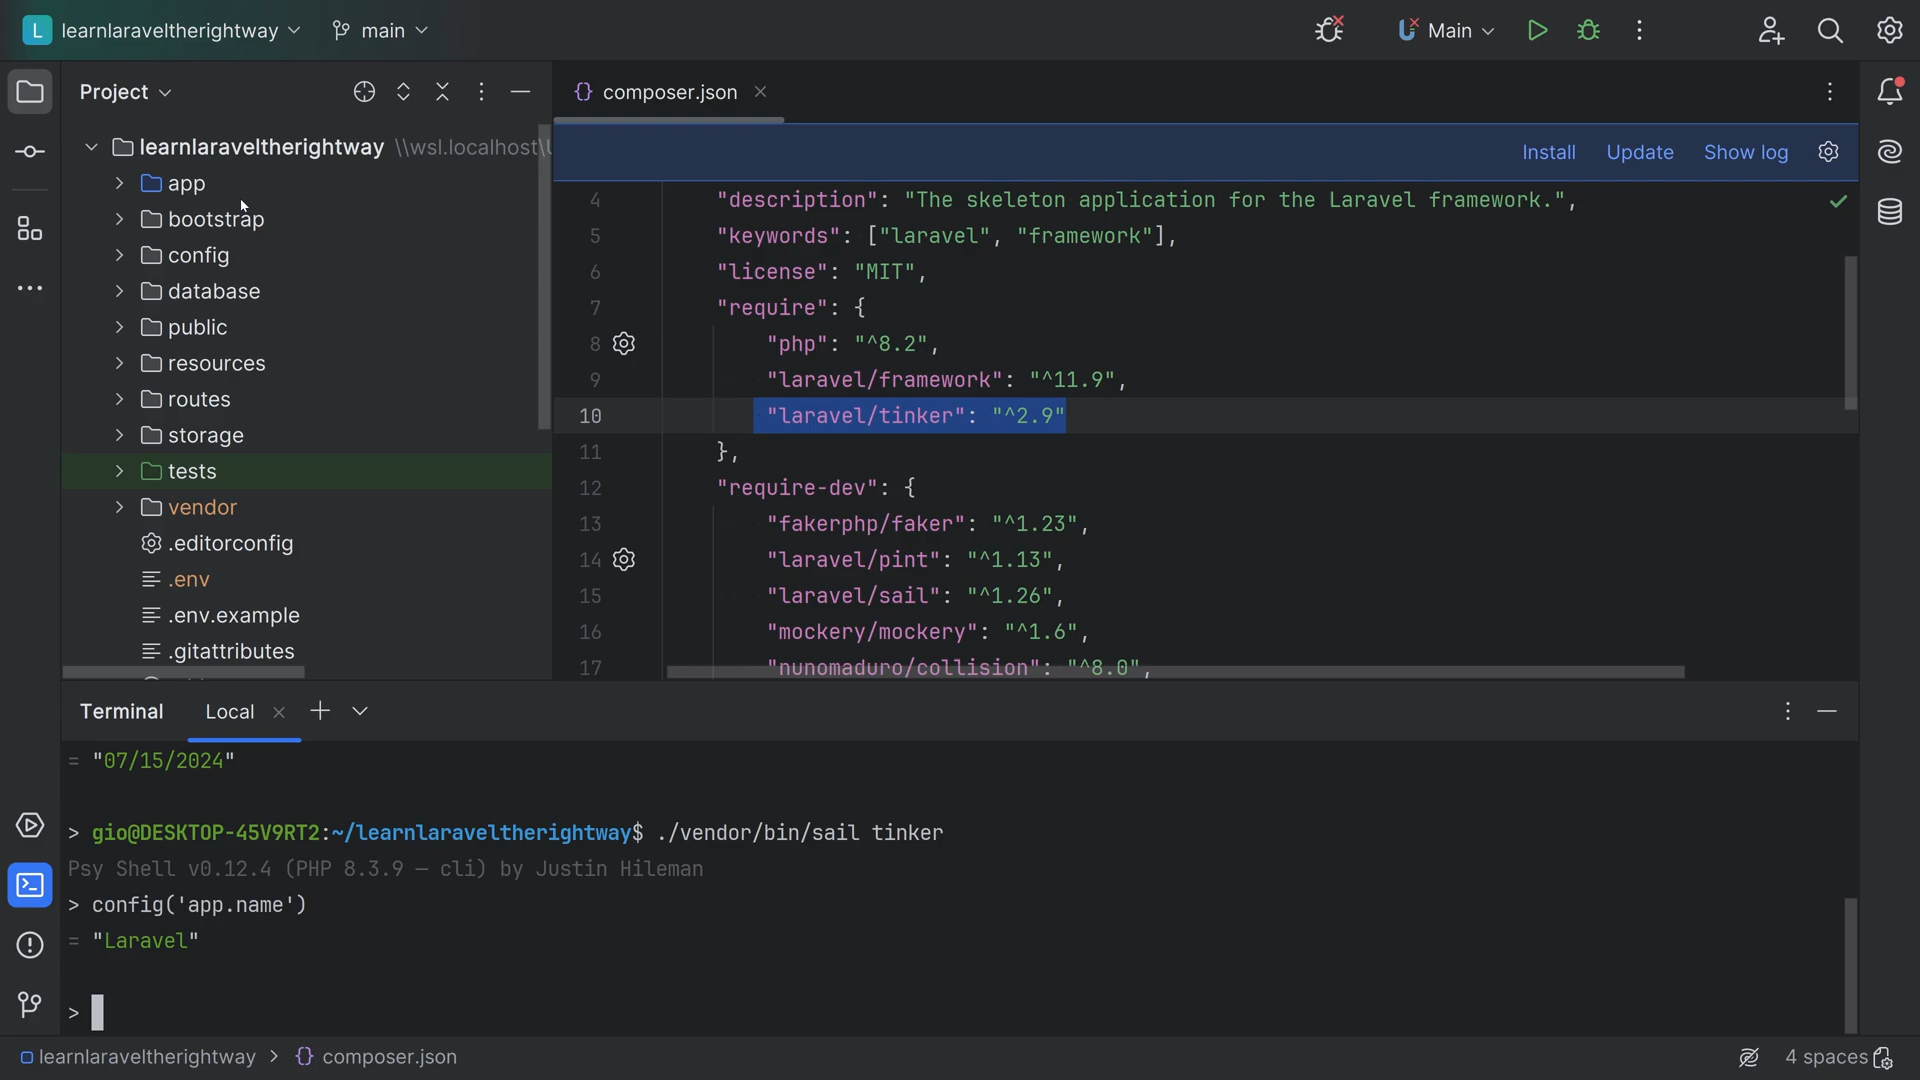 L learnlaraveltherightway main Main
Project
learnlaraveltherightway \\wsl.localhost\
app
bootstrap
config
database
public
resources
routes
storage
tests
vendor
.editorconfig
.env
.env.example
.gitattributes
{} composer.json
Install Update Show log
4 "description": "The skeleton application for the Laravel framework.",
5 "keywords": ["laravel", "framework"],
6 "license": "MIT",
7 "require": {
8 "php": "^8.2",
9 "laravel/framework": "^11.9",
10 "laravel/tinker": "^2.9"
11 },
12 "require-dev": {
13 "fakerphp/faker": "^1.23",
14 "laravel/pint": "^1.13",
15 "laravel/sail": "^1.26",
16 "mockery/mockery": "^1.6",
17 "nunomaduro/collision": "^8.0",
Terminal Local
= "07/15/2024"
> gio@DESKTOP-45V9RT2:~/learnlaraveltherightway$ ./vendor/bin/sail tinker
Psy Shell v0.12.4 (PHP 8.3.9 — cli) by Justin Hileman
> config('app.name')
= "Laravel"
>
learnlaraveltherightway > {} composer.json 4 spaces